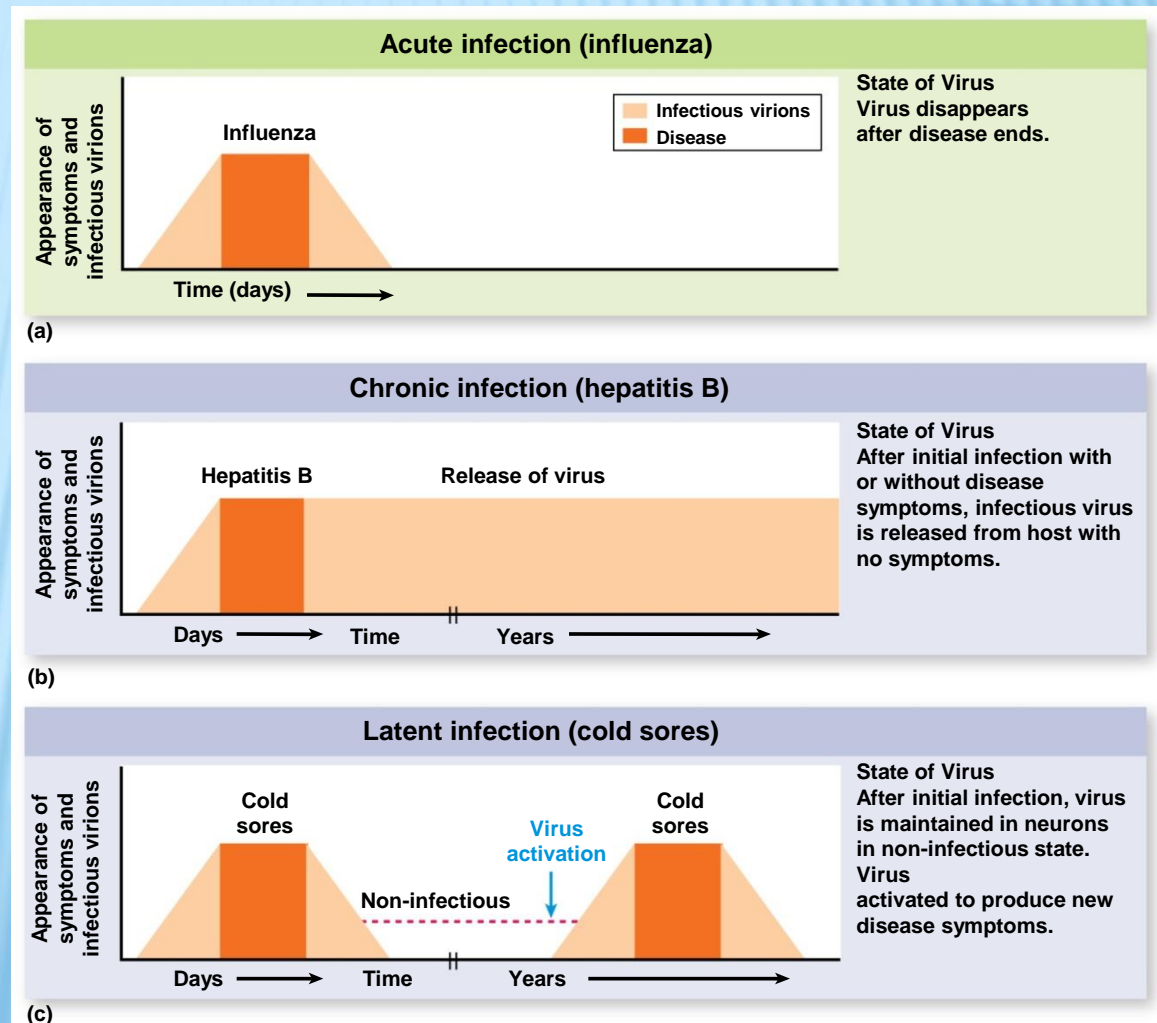 Acute infection (influenza)
Appearance of
symptoms and
infectious virions
Influenza
Infectious virions
Disease
Time (days)
State of Virus
Virus disappears
after disease ends.
(a)
Chronic infection (hepatitis B)
Appearance of
symptoms and
infectious virions
Hepatitis B
Release of virus
Days
Time
Years
State of Virus
After initial infection with
or without disease
symptoms, infectious virus
is released from host with
no symptoms.
(b)
Latent infection (cold sores)
Appearance of
symptoms and
infectious virions
Cold
sores
Non-infectious
Virus
activation
Cold
sores
Days
Time
Years
State of Virus
After initial infection, virus
is maintained in neurons
in non-infectious state.
Virus
activated to produce new
disease symptoms.
(c)